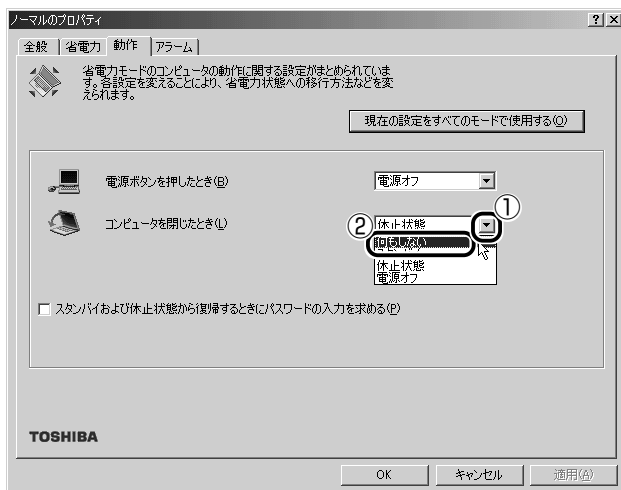 ノーマルのプロパティ
全般 省電力 動作 アラーム
省電力モードのコンピュータの動作に関する設定がまとめられていま
す。各設定を変えることにより、省電力状態への移行方法などを変
えられます。
現在の設定をすべてのモードで使用する(O)
電源ボタンを押したとき(B) 電源オフ
①
コンピュータを閉じたとき(L) ② 休止状態
何もしない
休止状態
電源オフ
スタンバイおよび休止状態から復帰するときにパスワードの入力を求める(P)
TOSHIBA
OK キャンセル 適用(A)